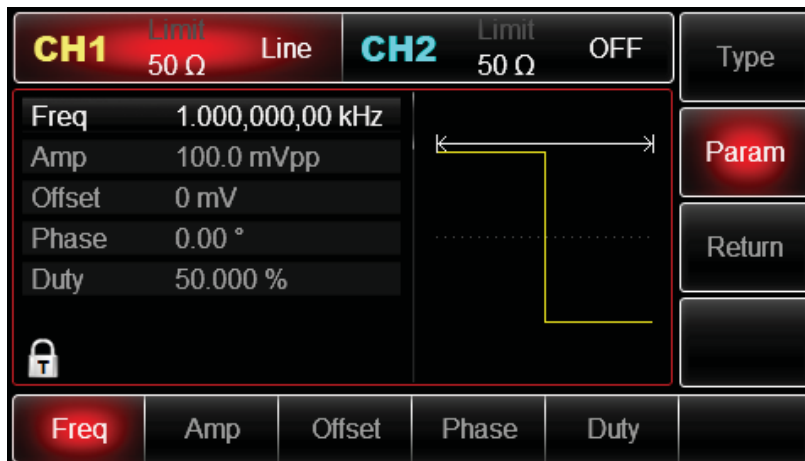 CH1 Limit 50 Ω Line CH2 Limit 50 Ω OFF
Type
Freq 1.000,000,00 kHz
Amp 100.0 mVpp
Offset 0 mV
Phase 0.00 °
Duty 50.000 %
T
Param
Return
Freq Amp Offset Phase Duty